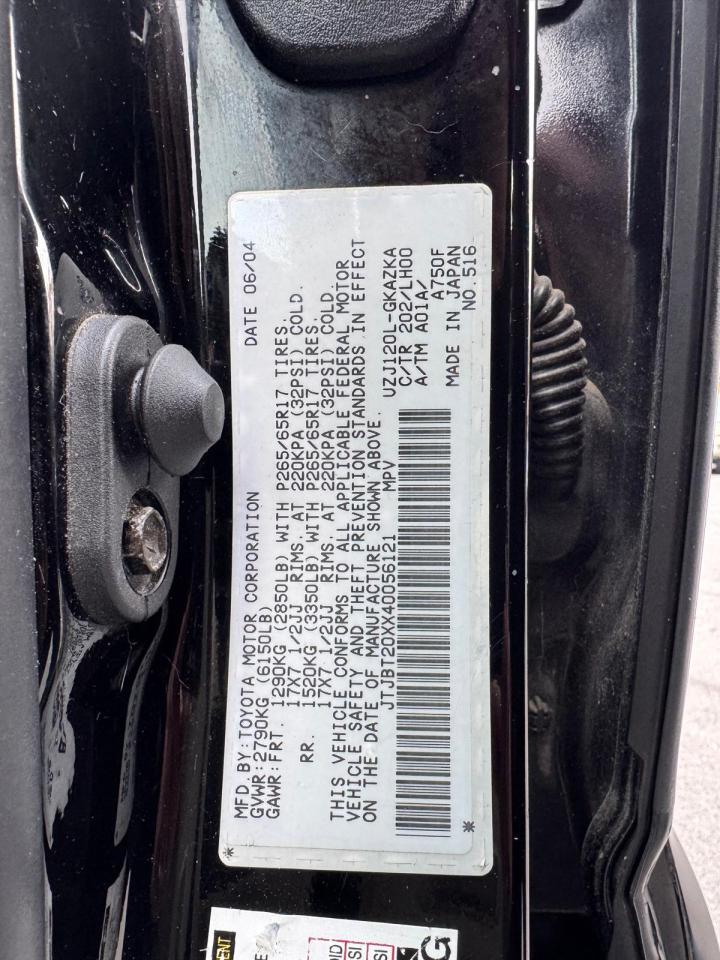 MFD. BY: TOYOTA MOTOR CORPORATION DATE 06/04
GVWR: 2790KG (6150LB)
GAWR: FRT. 1290KG (2850LB) WITH P265/65R17 TIRES.
17X7 1/2JJ RIMS. AT 220KPA (32PSI) COLD.
RR. 1520KG (3350LB) WITH P265/65R17 TIRES.
17X7 1/2JJ RIMS. AT 220KPA (32PSI) COLD.
THIS VEHICLE CONFORMS TO ALL APPLICABLE FEDERAL MOTOR
VEHICLE SAFETY AND THEFT PREVENTION STANDARDS IN EFFECT
ON THE DATE OF MANUFACTURE SHOWN ABOVE.
JTJBT20XX40056121 MPV
UZJ120L-GKAZKA
C/TR 202/LH00
A/TM A01A/
A750F
MADE IN JAPAN
NO. 516